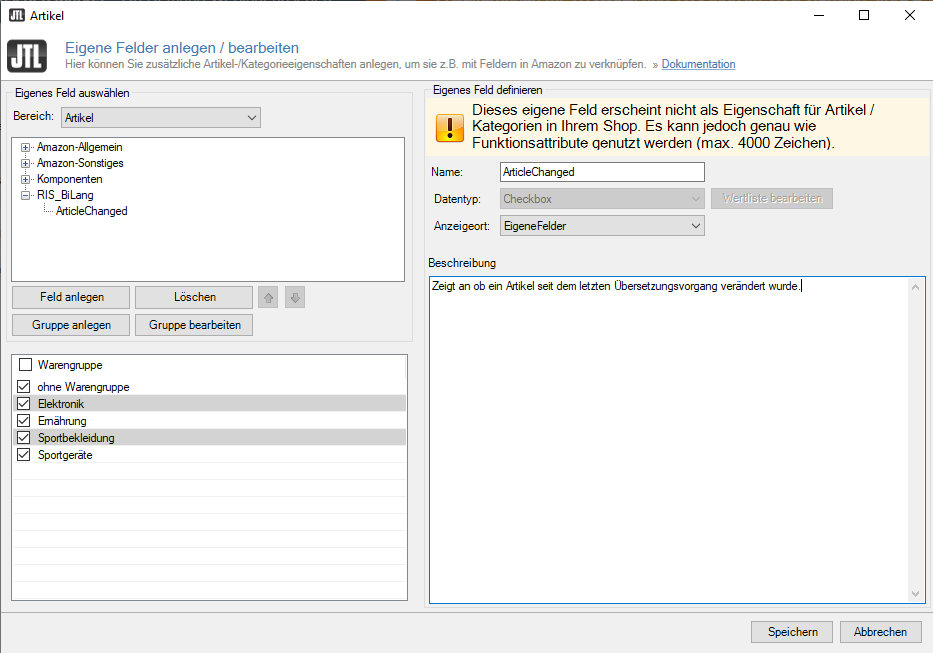 JTL Artikel
JTL
Eigene Felder anlegen / bearbeiten
Hier können Sie zusätzliche Artikel-/Kategorieeigenschaften anlegen, um sie z.B. mit Feldern in Amazon zu verknüpfen. » Dokumentation
Eigenes Feld auswählen
Bereich: Artikel
Amazon-Allgemein
Amazon-Sonstiges
Komponenten
RIS_BiLang
ArticleChanged
Feld anlegen Löschen
Gruppe anlegen Gruppe bearbeiten
Warengruppe
ohne Warengruppe
Elektronik
Ernährung
Sportbekleidung
Sportgeräte
Eigenes Feld definieren
Dieses eigene Feld erscheint nicht als Eigenschaft für Artikel /
Kategorien in Ihrem Shop. Es kann jedoch genau wie
Funktionsattribute genutzt werden (max. 4000 Zeichen).
Name: ArticleChanged
Datentyp: Checkbox Wertliste bearbeiten
Anzeigeort: EigeneFelder
Beschreibung
Zeigt an ob ein Artikel seit dem letzten Übersetzungsvorgang verändert wurde.
Speichern Abbrechen